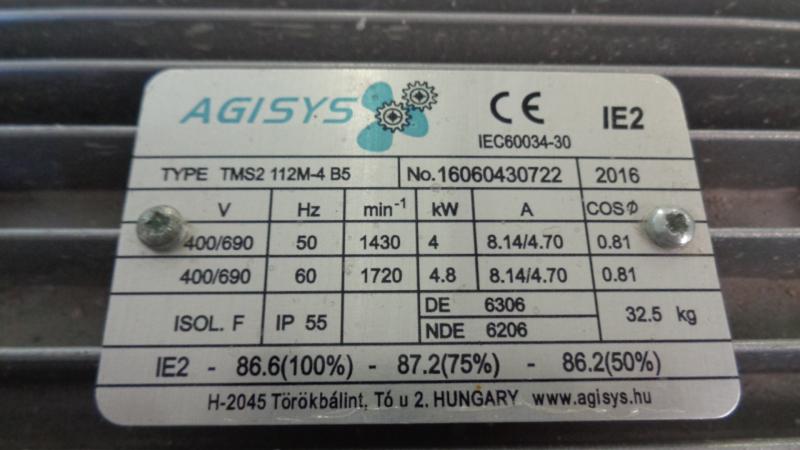 AGISYS CE IE2
IEC60034-30
TYPE TMS2 112M-4 B5 No.16060430722 2016
V Hz min⁻¹ kW A COSØ
400/690 50 1430 4 8.14/4.70 0.81
400/690 60 1720 4.8 8.14/4.70 0.81
ISOL. F IP 55 DE 6306 32.5 kg
NDE 6206
IE2 - 86.6(100%) - 87.2(75%) - 86.2(50%)
H-2045 Törökbálint, Tó u 2. HUNGARY www.agisys.hu